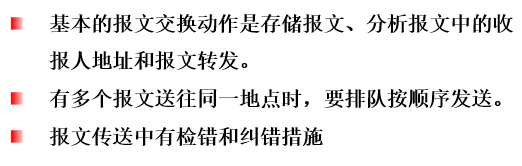 基本的报文交换动作是存储报文、分析报文中的收
报人地址和报文转发。
有多个报文送往同一地点时，要排队按顺序发送。
报文传送中有检错和纠错措施